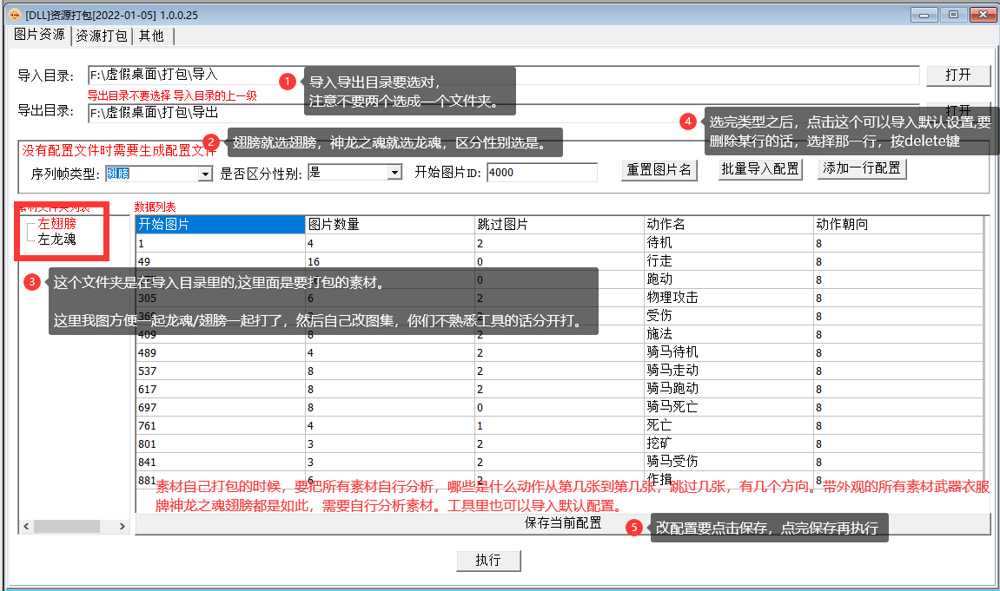 [DLL]资源打包[2022-01-05] 1.0.0.25
图片资源 资源打包 其他
导入目录: F:\虚假桌面\打包\导入 打开
1 导入导出目录要选对，
注意不要两个选成一个文件夹。
导出目录不要选择 导入目录的上一级
导出目录: F:\虚假桌面\打包\导出 打开
4 选完类型之后，点击这个可以导入默认设置,要
删除某行的话，选择那一行，按delete键
2 翅膀就选翅膀，神龙之魂就选龙魂，区分性别选是。
没有配置文件时需要生成配置文件
序列帧类型: 翅膀 是否区分性别: 是 开始图片ID: 4000 重置图片名 批量导入配置 添加一行配置
素材文件夹列表 数据列表
左翅膀
左龙魂
开始图片 图片数量 跳过图片 动作名 动作朝向
1 4 2 待机 8
49 16 0 行走 8
0 跑动 8
305 6 2 物理攻击 8
受伤 8
409 8 2 施法 8
489 4 2 骑马待机 8
537 8 2 骑马走动 8
617 8 2 骑马跑动 8
697 8 0 骑马死亡 8
761 4 1 死亡 8
801 3 2 挖矿 8
841 3 2 骑马受伤 8
881 6 2 作揖 8
3 这个文件夹是在导入目录里的,这里面是要打包的素材。
这里我图方便一起龙魂/翅膀一起打了，然后自己改图集，你们不熟悉工具的话分开打。
素材自己打包的时候，要把所有素材自行分析，哪些是什么动作从第几张到第几张，跳过几张，有几个方向。带外观的所有素材武器衣服
牌神龙之魂翅膀都是如此，需要自行分析素材。工具里也可以导入默认配置。
保存当前配置
5 改配置要点击保存，点完保存再执行
执行